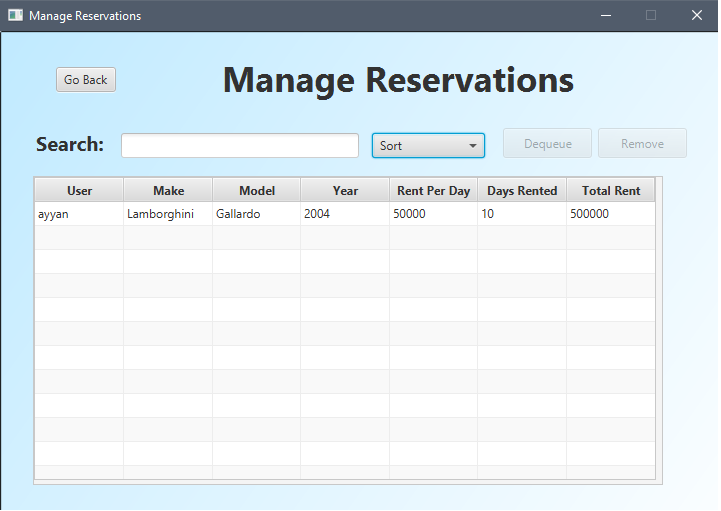 Manage Reservations
Go Back
Manage Reservations
Search:
Sort
Dequeue
Remove
User Make Model Year Rent Per Day Days Rented Total Rent
ayyan Lamborghini Gallardo 2004 50000 10 500000